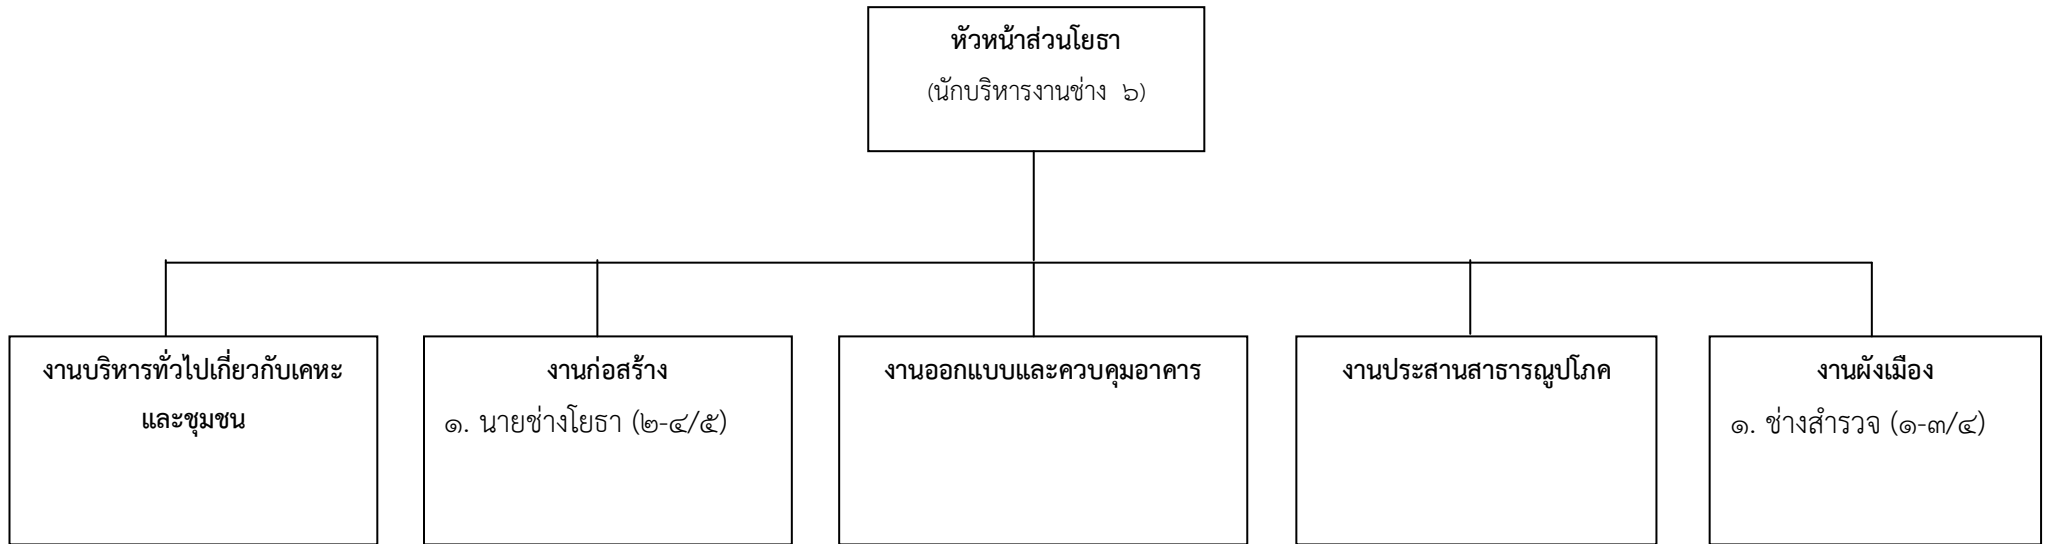 หัวหน้าส่วนโยธา
(นักบริหารงานช่าง ๖)
งานบริหารทั่วไปเกี่ยวกับเคหะ
และชุมชน
งานก่อสร้าง
๑. นายช่างโยธา (๒-๔/๕)
งานออกแบบและควบคุมอาคาร
งานประสานสาธารณูปโภค
งานผังเมือง
๑. ช่างสำรวจ (๑-๓/๔)